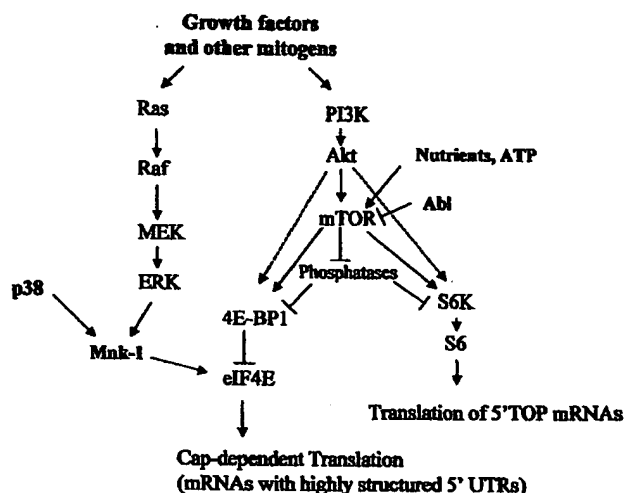 Growth factors
and other mitogens
Ras
PI3K
Raf
Akt
Nutrients, ATP
mTOR
Abl
MEK
Phosphatases
ERK
p38
4E-BP1
S6K
Mnk-1
S6
eIF4E
Translation of 5'TOP mRNAs
Cap-dependent Translation
(mRNAs with highly structured 5' UTRs)